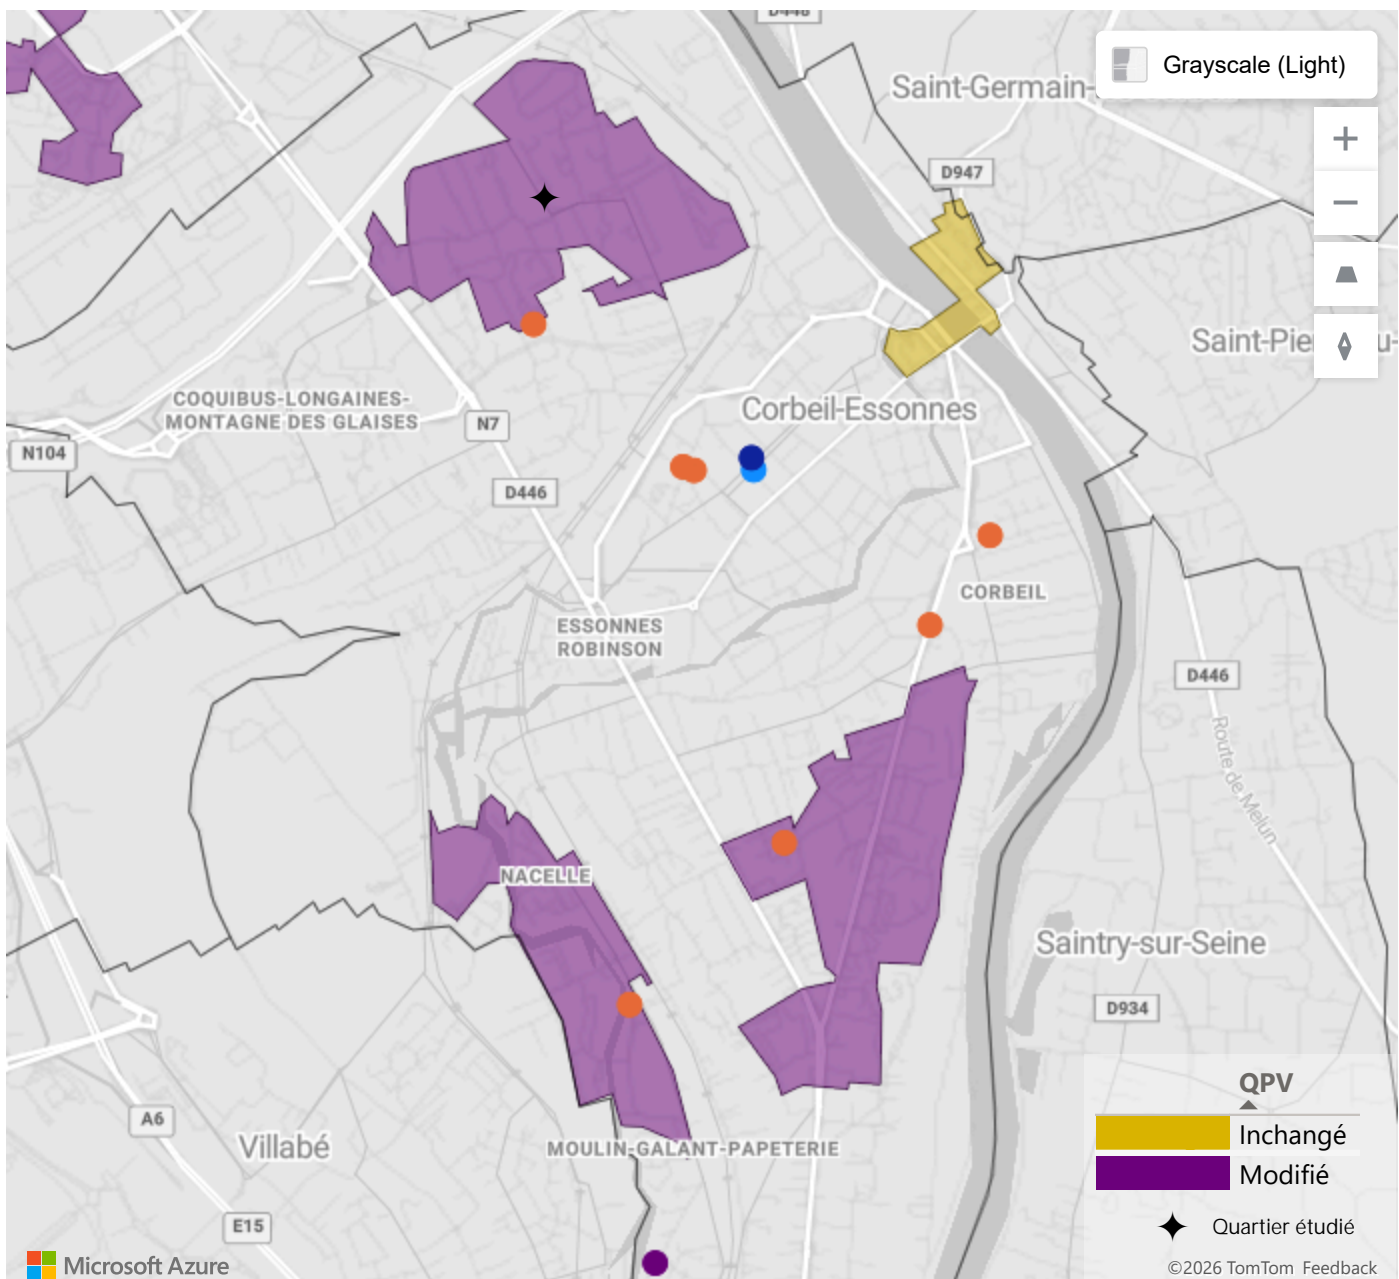 D448
Grayscale (Light)
Saint-Germain-
D947
Saint-Pie
u-
COQUIBUS-LONGAINES-
MONTAGNE DES GLAISES
Corbeil-Essonnes
N7
N104
D446
CORBEIL
ESSONNES
ROBINSON
D446
Route de Melun
NACELLE
Saintry-sur-Seine
D934
QPV
Inchangé
Modifié
A6
Villabé
MOULIN-GALANT-PAPETERIE
E15
Quartier étudié
Microsoft Azure
©2026 TomTom Feedback